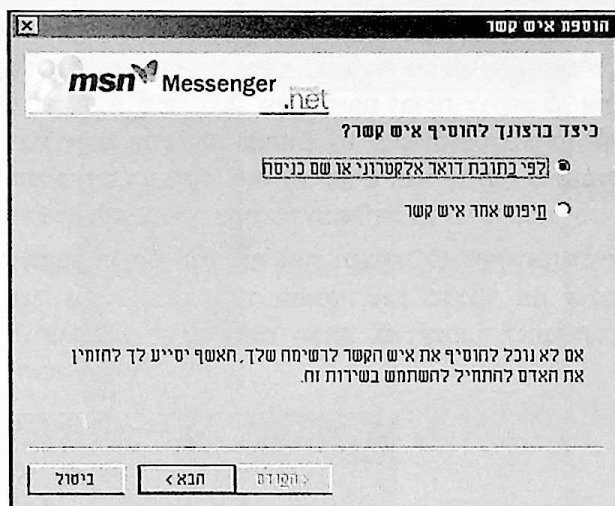 הוספת איש קשר
msn Messenger
.net
כיצד ברצונך להוסיף איש קשר?
לפי כתובת דואר אלקטרוני או שם כניסה
חיפוש אחר איש קשר
אם לא נוכל להוסיף את איש הקשר לרשימה שלך, האשף יסייע לך להזמין
את האדם להתחיל להשתמש בשירות זה.
< הקודם
הבא >
ביטול